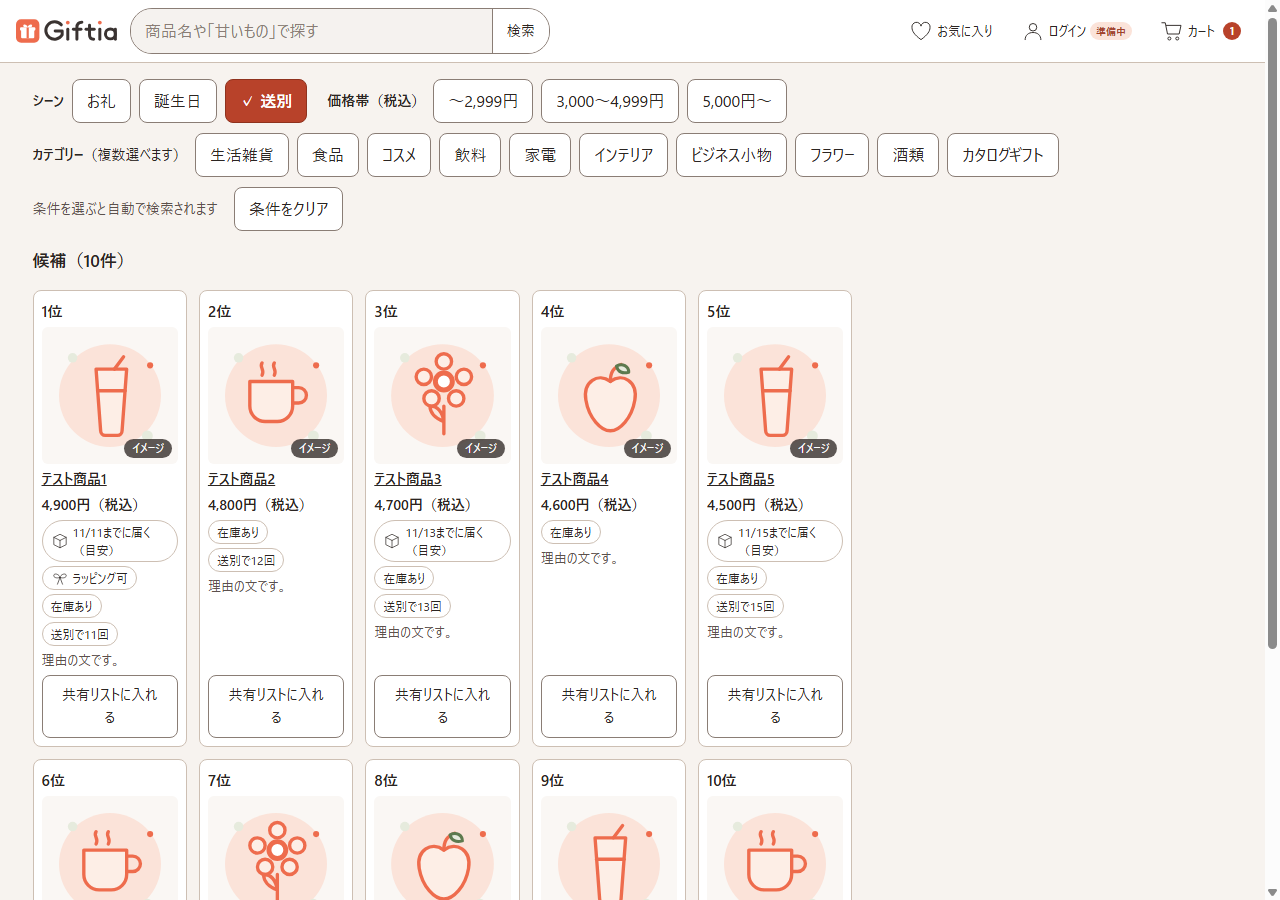 Giftia 商品名や「甘いもの」で探す 検索 お気に入り ログイン 準備中 カート 1
シーン お礼 誕生日 ✓ 送別 価格帯（税込） ～2,999円 3,000～4,999円 5,000円～
カテゴリー（複数選べます） 生活雑貨 食品 コスメ 飲料 家電 インテリア ビジネス小物 フラワー 酒類 カタログギフト
条件を選ぶと自動で検索されます 条件をクリア
候補（10件）
1位
イメージ
テスト商品1
4,900円（税込）
11/11までに届く
（目安）
ラッピング可
在庫あり
送別で11回
理由の文です。
共有リストに入れ
る
2位
イメージ
テスト商品2
4,800円（税込）
在庫あり
送別で12回
理由の文です。
共有リストに入れ
る
3位
イメージ
テスト商品3
4,700円（税込）
11/13までに届く
（目安）
在庫あり
送別で13回
理由の文です。
共有リストに入れ
る
4位
イメージ
テスト商品4
4,600円（税込）
在庫あり
理由の文です。
共有リストに入れ
る
5位
イメージ
テスト商品5
4,500円（税込）
11/15までに届く
（目安）
在庫あり
送別で15回
理由の文です。
共有リストに入れ
る
6位
7位
8位
9位
10位